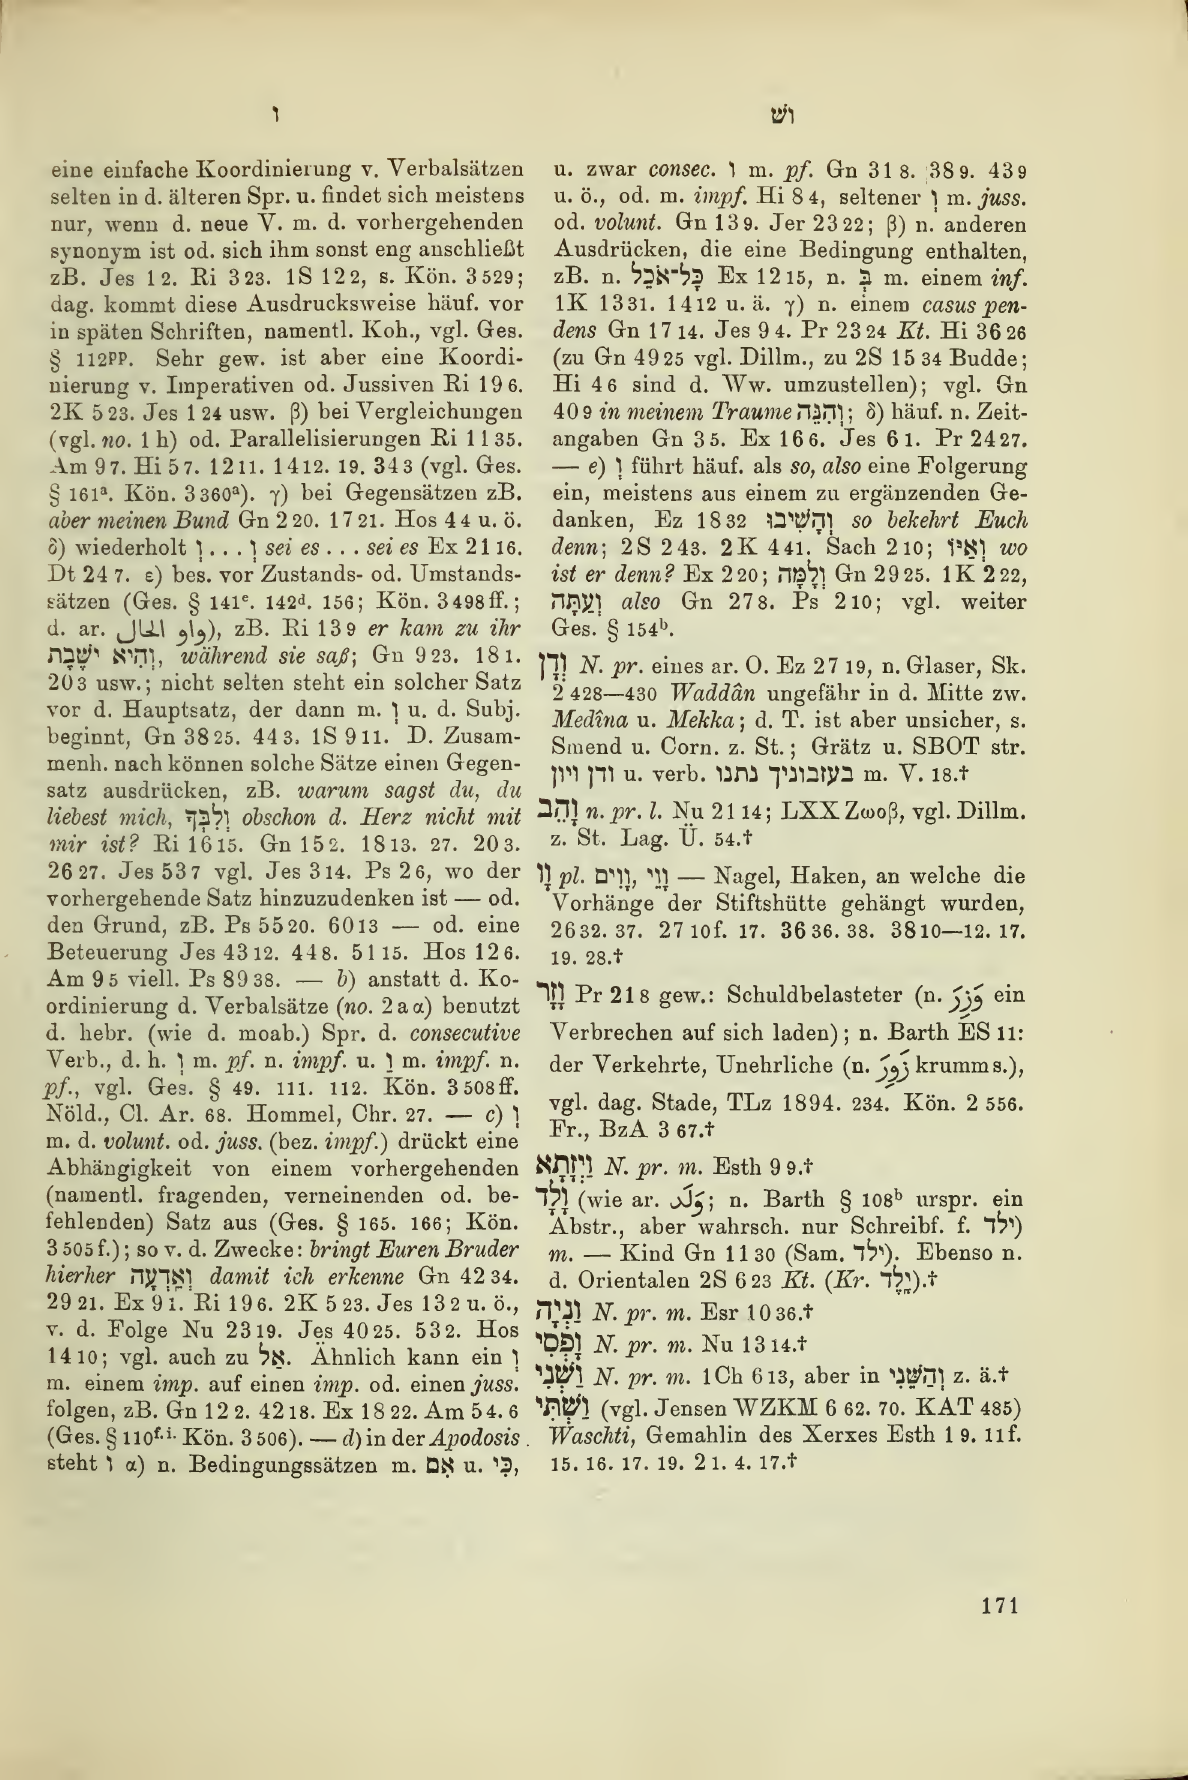 ו
וש
eine einfache Koordinierung v. Verbalsätzen
selten in d. älteren Spr. u. findet sich meistens
nur, wenn d. neue V. m. d. vorhergehenden
synonym ist od. sich ihm sonst eng anschließt
zB. Jes 1 2. Ri 3 23. 1S 12 2, s. Kön. 3 529;
dag. kommt diese Ausdrucksweise häuf. vor
in späten Schriften, namentl. Koh., vgl. Ges.
§ 112PP. Sehr gew. ist aber eine Koordi-
nierung v. Imperativen od. Jussiven Ri 19 6.
2K 5 23. Jes 1 24 usw. β) bei Vergleichungen
(vgl. no. 1 h) od. Parallelisierungen Ri 11 35.
Am 9 7. Hi 5 7. 12 11. 14 12. 19. 34 3 (vgl. Ges.
§ 161ª. Kön. 3 360ª). γ) bei Gegensätzen zB.
aber meinen Bund Gn 2 20. 17 21. Hos 4 4 u. ö.
δ) wiederholt וְ . . . וְ sei es . . . sei es Ex 21 16.
Dt 24 7. ε) bes. vor Zustands- od. Umstands-
sätzen (Ges. § 141ᵉ. 142ᵈ. 156; Kön. 3 498 ff.;
d. ar. واو الحال), zB. Ri 13 9 er kam zu ihr
וְהִיא יֹשֶׁבֶת, während sie saß; Gn 9 23. 18 1.
20 3 usw.; nicht selten steht ein solcher Satz
vor d. Hauptsatz, der dann m. וְ u. d. Subj.
beginnt, Gn 38 25. 44 3. 1S 9 11. D. Zusam-
menh. nach können solche Sätze einen Gegen-
satz ausdrücken, zB. warum sagst du, du
liebest mich, וְלִבְּךָ obschon d. Herz nicht mit
mir ist? Ri 16 15. Gn 15 2. 18 13. 27. 20 3.
26 27. Jes 53 7 vgl. Jes 3 14. Ps 2 6, wo der
vorhergehende Satz hinzuzudenken ist — od.
den Grund, zB. Ps 55 20. 60 13 — od. eine
Beteuerung Jes 43 12. 44 8. 51 15. Hos 12 6.
Am 9 5 viell. Ps 89 38. — b) anstatt d. Ko-
ordinierung d. Verbalsätze (no. 2 a α) benutzt
d. hebr. (wie d. moab.) Spr. d. consecutive
Verb., d. h. וְ m. pf. n. impf. u. וַ m. impf. n.
pf., vgl. Ges. § 49. 111. 112. Kön. 3 508 ff.
Nöld., Cl. Ar. 68. Hommel, Chr. 27. — c) וְ
m. d. volunt. od. juss. (bez. impf.) drückt eine
Abhängigkeit von einem vorhergehenden
(namentl. fragenden, verneinenden od. be-
fehlenden) Satz aus (Ges. § 165. 166; Kön.
3 505 f.); so v. d. Zwecke: bringt Euren Bruder
hierher וְאֵדְעָה damit ich erkenne Gn 42 34.
29 21. Ex 9 1. Ri 19 6. 2K 5 23. Jes 13 2 u. ö.,
v. d. Folge Nu 23 19. Jes 40 25. 53 2. Hos
14 10; vgl. auch zu אַל. Ähnlich kann ein וְ
m. einem imp. auf einen imp. od. einen juss.
folgen, zB. Gn 12 2. 42 18. Ex 18 22. Am 5 4. 6
(Ges. § 110f.i. Kön. 3 506). — d) in der Apodosis
steht ו α) n. Bedingungssätzen m. אִם u. כִּי,
u. zwar consec. ו m. pf. Gn 31 8. 38 9. 43 9
u. ö., od. m. impf. Hi 8 4, seltener וְ m. juss.
od. volunt. Gn 13 9. Jer 23 22; β) n. anderen
Ausdrücken, die eine Bedingung enthalten,
zB. n. כָּל־אֹכֵל Ex 12 15, n. בְּ m. einem inf.
1K 13 31. 14 12 u. ä. γ) n. einem casus pen-
dens Gn 17 14. Jes 9 4. Pr 23 24 Kt. Hi 36 26
(zu Gn 49 25 vgl. Dillm., zu 2S 15 34 Budde;
Hi 4 6 sind d. Ww. umzustellen); vgl. Gn
40 9 in meinem Traume וְהִנֵּה; δ) häuf. n. Zeit-
angaben Gn 3 5. Ex 16 6. Jes 6 1. Pr 24 27.
— e) וְ führt häuf. als so, also eine Folgerung
ein, meistens aus einem zu ergänzenden Ge-
danken, Ez 18 32 וְהָשִׁיבוּ so bekehrt Euch
denn; 2S 24 3. 2K 4 41. Sach 2 10; וְאַיּוֹ wo
ist er denn? Ex 2 20; וְלָמָּה Gn 29 25. 1K 2 22,
וְעַתָּה also Gn 27 8. Ps 2 10; vgl. weiter
Ges. § 154ᵇ.
וְדָן N. pr. eines ar. O. Ez 27 19, n. Glaser, Sk.
2 428—430 Waddân ungefähr in d. Mitte zw.
Medîna u. Mekka; d. T. ist aber unsicher, s.
Smend u. Corn. z. St.; Grätz u. SBOT str.
ודן ויון u. verb. בעזבוניך נתנו m. V. 18.†
וָהֵב n. pr. l. Nu 21 14; LXX Ζωοβ, vgl. Dillm.
z. St. Lag. Ü. 54.†
וָו pl. וָוִים, וָוֵי — Nagel, Haken, an welche die
Vorhänge der Stiftshütte gehängt wurden,
26 32. 37. 27 10 f. 17. 36 36. 38. 38 10—12. 17.
19. 28.†
וָזָר Pr 21 8 gew.: Schuldbelasteter (n. وَزَرَ ein
Verbrechen auf sich laden); n. Barth ES 11:
der Verkehrte, Unehrliche (n. زَوِرَ krumm s.),
vgl. dag. Stade, TLz 1894. 234. Kön. 2 556.
Fr., BzA 3 67.†
וַיְזָתָא N. pr. m. Esth 9 9.†
וָלָד (wie ar. وَلَد; n. Barth § 108ᵇ urspr. ein
Abstr., aber wahrsch. nur Schreibf. f. ילד)
m. — Kind Gn 11 30 (Sam. ילד). Ebenso n.
d. Orientalen 2S 6 23 Kt. (Kr. יֶלֶד).†
וַנְיָה N. pr. m. Esr 10 36.†
וָפְסִי N. pr. m. Nu 13 14.†
וַשְׁנִי N. pr. m. 1Ch 6 13, aber in וְהַשֵּׁנִי z. ä.†
וַשְׁתִּי (vgl. Jensen WZKM 6 62. 70. KAT 485)
Waschti, Gemahlin des Xerxes Esth 1 9. 11 f.
15. 16. 17. 19. 2 1. 4. 17.†
171